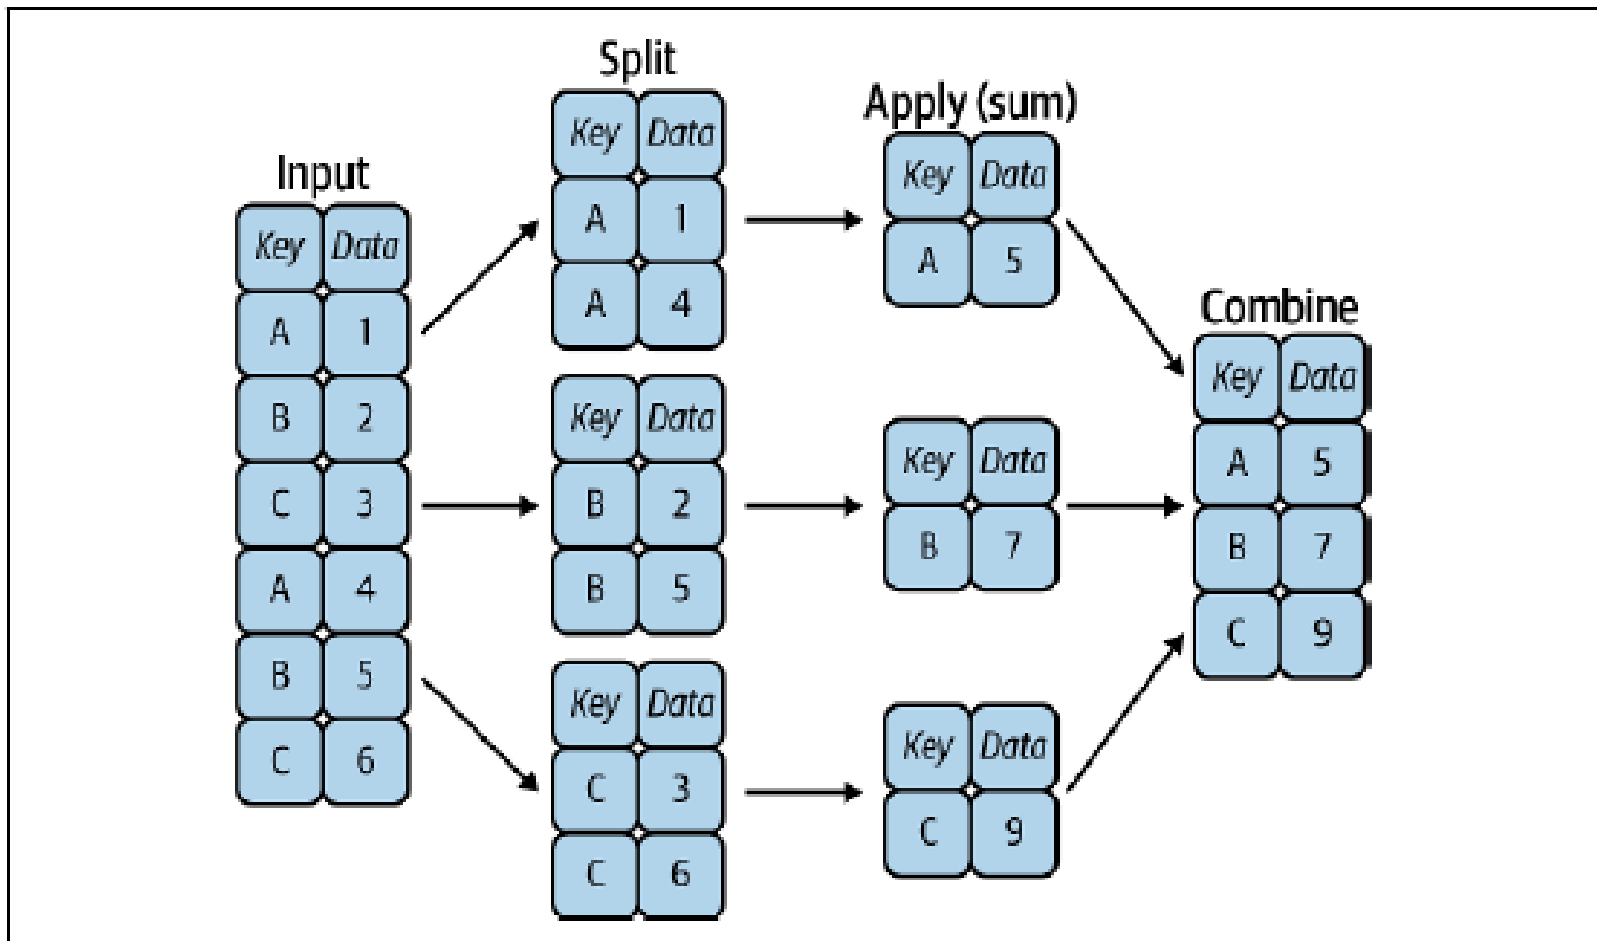 Input
Key Data
A 1
B 2
C 3
A 4
B 5
C 6
Split
Key Data
A 1
A 4
Key Data
B 2
B 5
Key Data
C 3
C 6
Apply (sum)
Key Data
A 5
Key Data
B 7
Key Data
C 9
Combine
Key Data
A 5
B 7
C 9